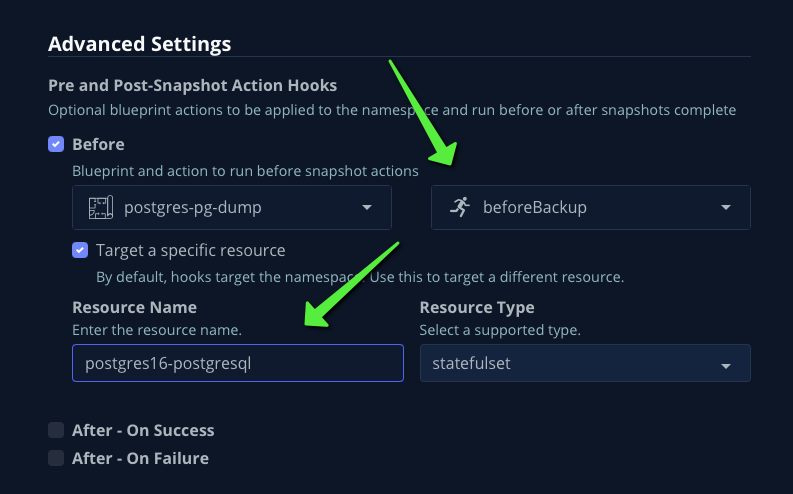 Advanced Settings
Pre and Post-Snapshot Action Hooks
Optional blueprint actions to be applied to the namespace and run before or after snapshots complete
Before
Blueprint and action to run before snapshot actions
postgres-pg-dump
beforeBackup
Target a specific resource
By default, hooks target the namespace. Use this to target a different resource.
Resource Name
Resource Type
Enter the resource name.
Select a supported type.
postgres16-postgresql
statefulset
After - On Success
After - On Failure